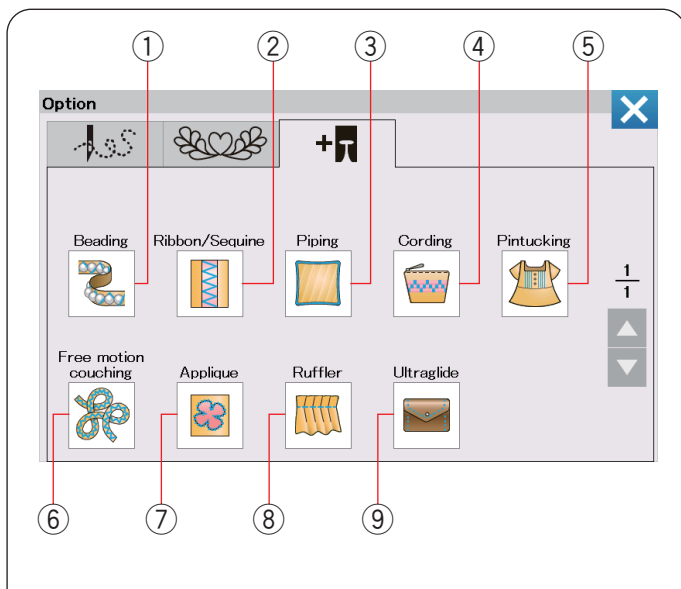 ① ② ③ ④ ⑤
Option
Beading Ribbon/Sequine Piping Cording Pintucking
1
1
Free motion
couching Applique Ruffler Ultraglide
⑥ ⑦ ⑧ ⑨